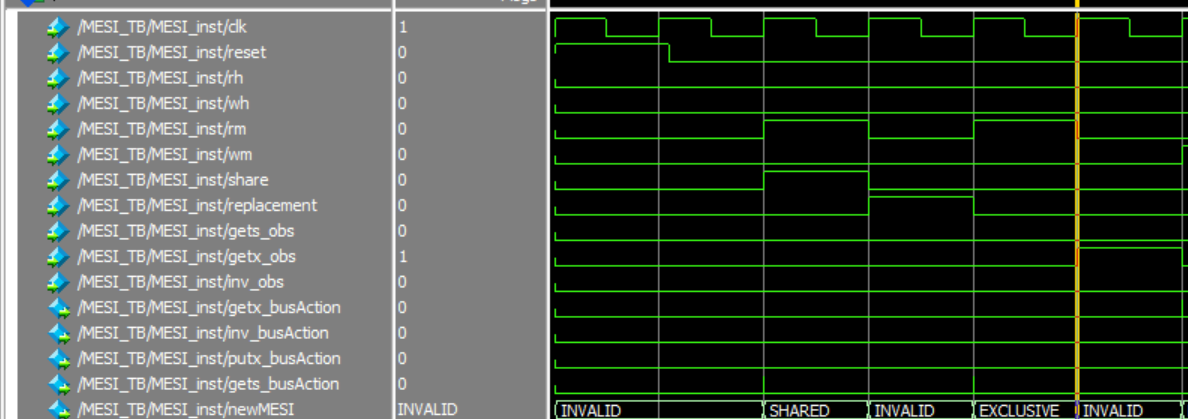 /MESI_TB/MESI_inst/clk 1
/MESI_TB/MESI_inst/reset 0
/MESI_TB/MESI_inst/rh 0
/MESI_TB/MESI_inst/wh 0
/MESI_TB/MESI_inst/rm 0
/MESI_TB/MESI_inst/wm 0
/MESI_TB/MESI_inst/share 0
/MESI_TB/MESI_inst/replacement 0
/MESI_TB/MESI_inst/gets_obs 0
/MESI_TB/MESI_inst/getx_obs 1
/MESI_TB/MESI_inst/inv_obs 0
/MESI_TB/MESI_inst/getx_busAction 0
/MESI_TB/MESI_inst/inv_busAction 0
/MESI_TB/MESI_inst/putx_busAction 0
/MESI_TB/MESI_inst/gets_busAction 0
/MESI_TB/MESI_inst/newMESI INVALID INVALID SHARED INVALID EXCLUSIVE INVALID